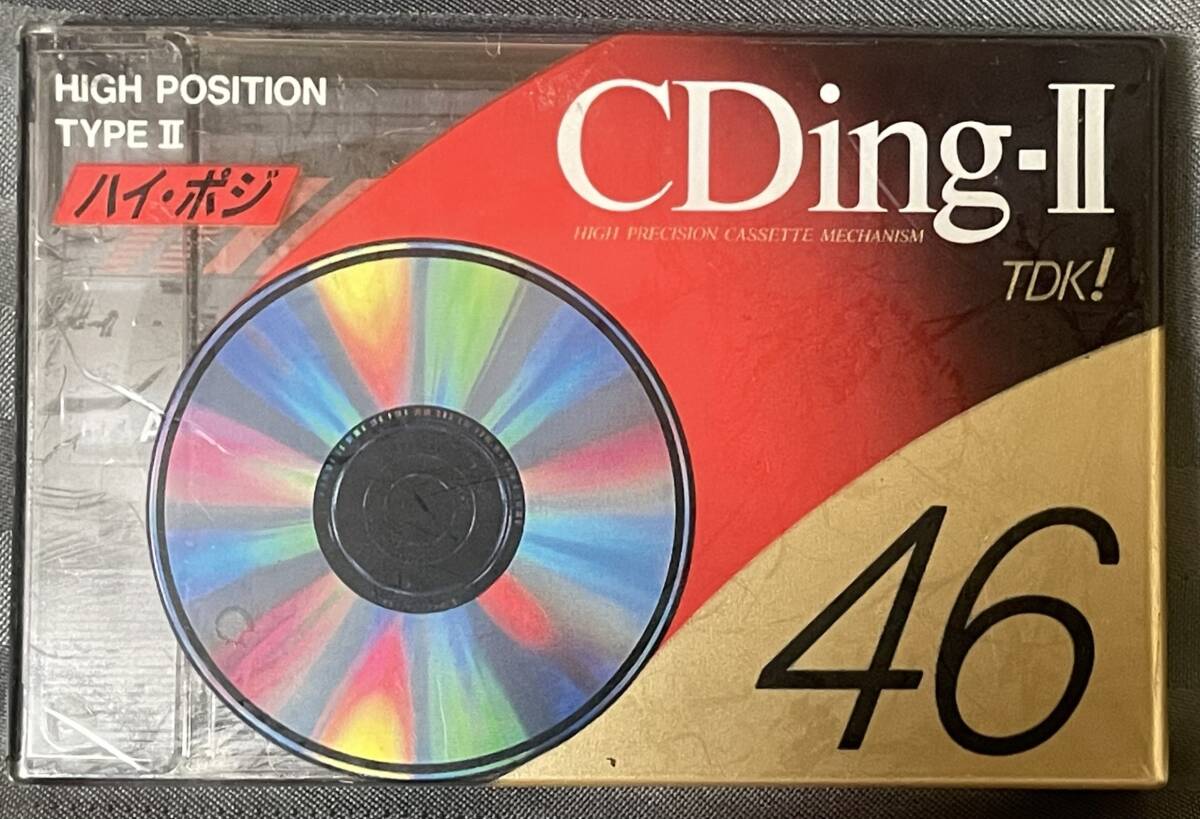 HIGH POSITION
TYPE II
ハイ・ポジ
CDing-II
HIGH PRECISION CASSETTE MECHANISM
TDK!
46